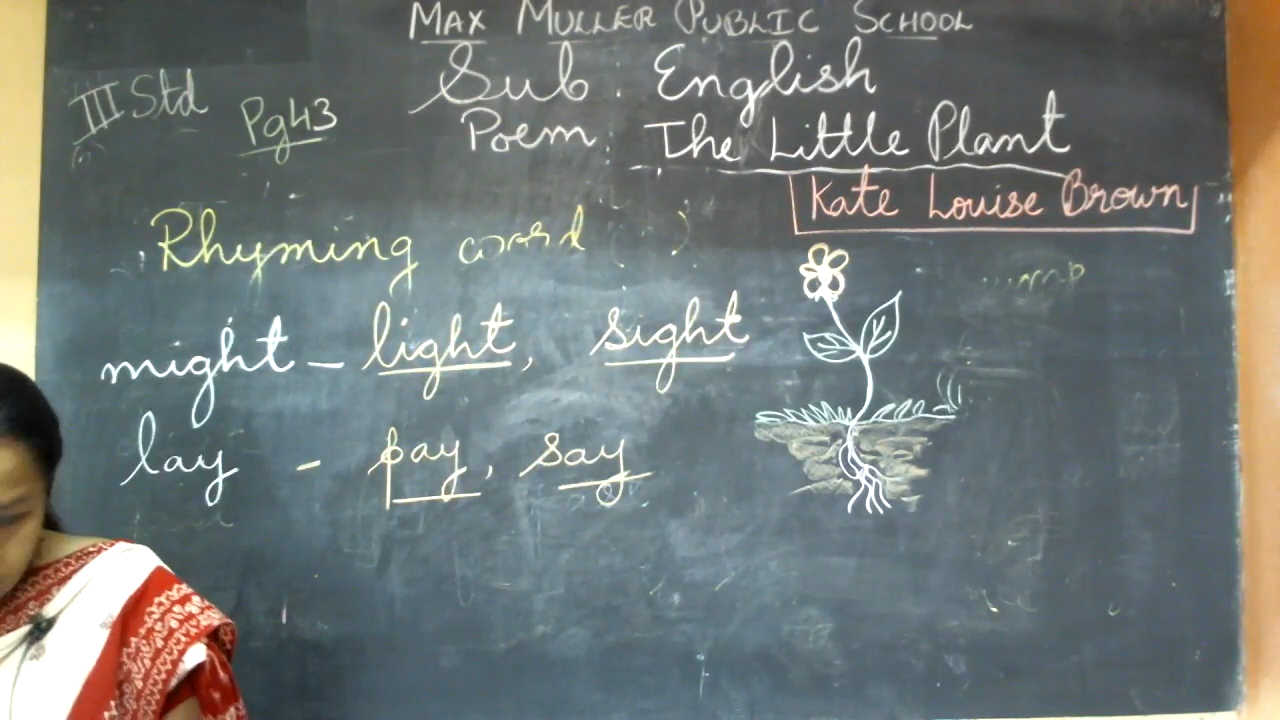 MAX MULLER PUBLIC SCHOOL
Sub. English
III Std
Pg43
Poem: The Little Plant
Kate Louise Brown
Rhyming word
might - light, sight
lay - pay, say